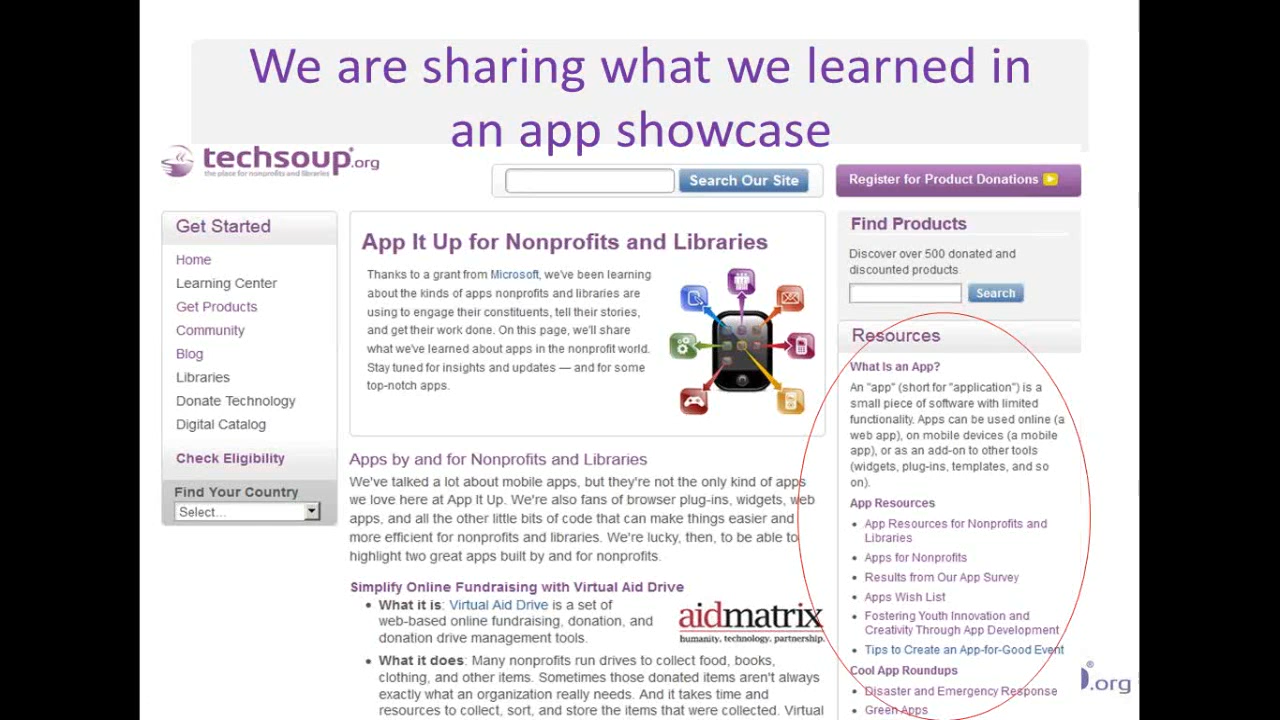 We are sharing what we learned in
an app showcase
techsoup.org
the place for nonprofits and libraries
Search Our Site
Register for Product Donations
Get Started
Home
Learning Center
Get Products
Community
Blog
Libraries
Donate Technology
Digital Catalog
Check Eligibility
Find Your Country
Select...
App It Up for Nonprofits and Libraries
Thanks to a grant from Microsoft, we've been learning
about the kinds of apps nonprofits and libraries are
using to engage their constituents, tell their stories,
and get their work done. On this page, we'll share
what we've learned about apps in the nonprofit world.
Stay tuned for insights and updates — and for some
top-notch apps.
Apps by and for Nonprofits and Libraries
We've talked a lot about mobile apps, but they're not the only kind of apps
we love here at App It Up. We're also fans of browser plug-ins, widgets, web
apps, and all the other little bits of code that can make things easier and
more efficient for nonprofits and libraries. We're lucky, then, to be able to
highlight two great apps built by and for nonprofits.
Simplify Online Fundraising with Virtual Aid Drive
• What it is: Virtual Aid Drive is a set of
web-based online fundraising, donation, and
donation drive management tools.
aidmatrix
humanity, technology, partnership.
• What it does: Many nonprofits run drives to collect food, books,
clothing, and other items. Sometimes those donated items aren't always
exactly what an organization really needs. And it takes time and
resources to collect, sort, and store the items that were collected. Virtual
Find Products
Discover over 500 donated and
discounted products.
Search
Resources
What Is an App?
An "app" (short for "application") is a
small piece of software with limited
functionality. Apps can be used online (a
web app), on mobile devices (a mobile
app), or as an add-on to other tools
(widgets, plug-ins, templates, and so
on).
App Resources
• App Resources for Nonprofits and
Libraries
• Apps for Nonprofits
• Results from Our App Survey
• Apps Wish List
• Fostering Youth Innovation and
Creativity Through App Development
• Tips to Create an App-for-Good Event
Cool App Roundups
• Disaster and Emergency Response
• Green Apps
.org